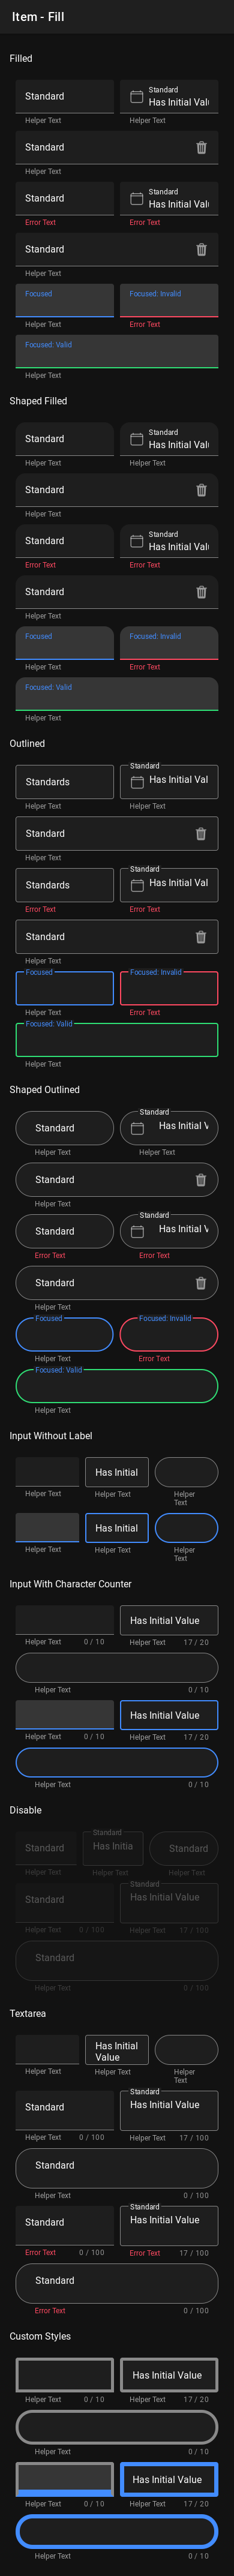 Item - Fill
Filled
Standard
Standard
Has Initial Valu
Helper Text
Helper Text
Standard
Helper Text
Standard
Standard
Has Initial Valu
Error Text
Error Text
Standard
Helper Text
Focused
Focused: Invalid
Helper Text
Error Text
Focused: Valid
Helper Text
Shaped Filled
Standard
Standard
Has Initial Valu
Helper Text
Helper Text
Standard
Helper Text
Standard
Standard
Has Initial Valu
Error Text
Error Text
Standard
Helper Text
Focused
Focused: Invalid
Helper Text
Error Text
Focused: Valid
Helper Text
Outlined
Standards
Standard
Has Initial Val
Helper Text
Helper Text
Standard
Helper Text
Standards
Standard
Has Initial Val
Error Text
Error Text
Standard
Helper Text
Focused
Focused: Invalid
Helper Text
Error Text
Focused: Valid
Helper Text
Shaped Outlined
Standard
Standard
Has Initial V
Helper Text
Helper Text
Standard
Helper Text
Standard
Standard
Has Initial V
Error Text
Error Text
Standard
Helper Text
Focused
Focused: Invalid
Helper Text
Error Text
Focused: Valid
Helper Text
Input Without Label
Has Initial
Helper Text
Helper Text
Helper
Text
Has Initial
Helper Text
Helper Text
Helper
Text
Input With Character Counter
Has Initial Value
Helper Text 0 / 10
Helper Text 17 / 20
Helper Text 0 / 10
Has Initial Value
Helper Text 0 / 10
Helper Text 17 / 20
Helper Text 0 / 10
Disable
Standard
Standard
Has Initia
Standard
Helper Text
Helper Text
Helper Text
Standard
Standard
Has Initial Value
Helper Text 0 / 100
Helper Text 17 / 100
Standard
Helper Text 0 / 100
Textarea
Has Initial
Value
Helper Text
Helper Text
Helper
Text
Standard
Standard
Has Initial Value
Helper Text 0 / 100
Helper Text 17 / 100
Standard
Helper Text 0 / 100
Standard
Standard
Has Initial Value
Error Text 0 / 100
Error Text 17 / 100
Standard
Error Text 0 / 100
Custom Styles
Has Initial Value
Helper Text 0 / 10
Helper Text 17 / 20
Helper Text 0 / 10
Has Initial Value
Helper Text 0 / 10
Helper Text 17 / 20
Helper Text 0 / 10